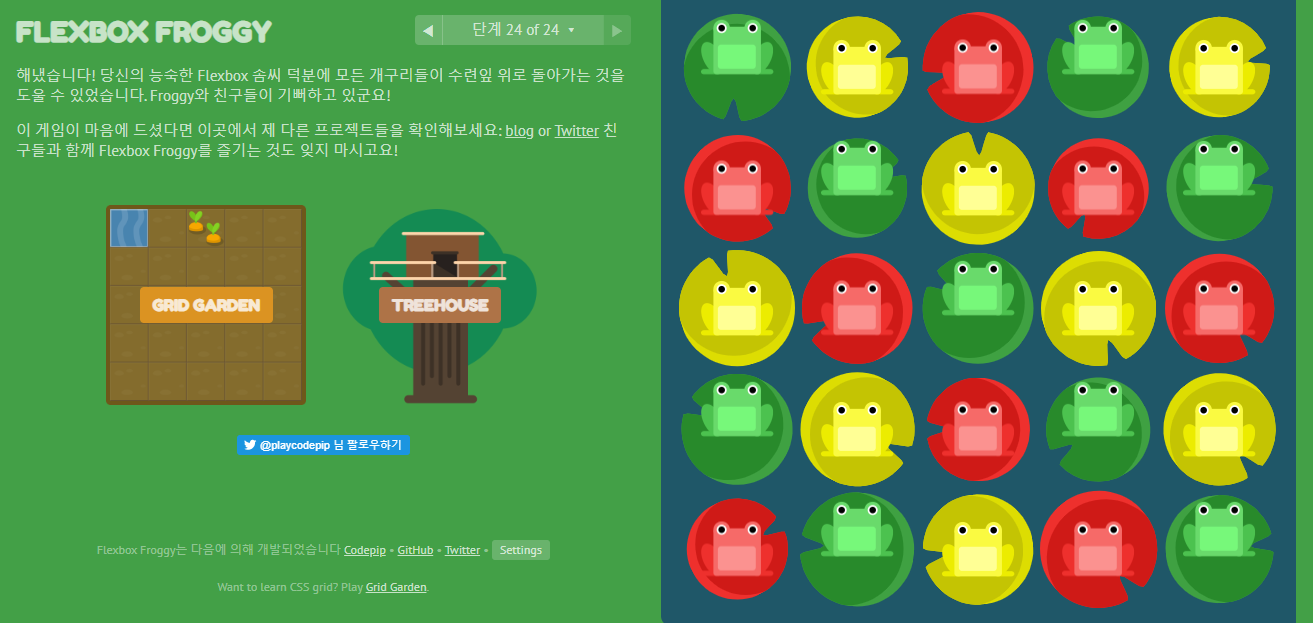 FLEXBOX FROGGY
단계 24 of 24
해냈습니다! 당신의 능숙한 Flexbox 솜씨 덕분에 모든 개구리들이 수련잎 위로 돌아가는 것을
도울 수 있었습니다. Froggy와 친구들이 기뻐하고 있군요!
이 게임이 마음에 드셨다면 이곳에서 제 다른 프로젝트들을 확인해보세요: blog or Twitter 친
구들과 함께 Flexbox Froggy를 즐기는 것도 잊지 마시고요!
GRID GARDEN
TREEHOUSE
@playcodepip 님 팔로우하기
Flexbox Froggy는 다음에 의해 개발되었습니다 Codepip • GitHub • Twitter • Settings
Want to learn CSS grid? Play Grid Garden.